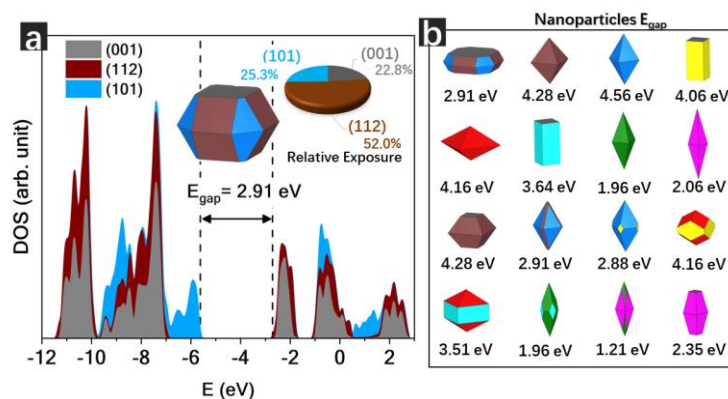 a
(001)
(112)
(101)
(101)
25.3%
(001)
22.8%
(112)
52.0%
Relative Exposure
E_gap = 2.91 eV
DOS (arb. unit)
-12 -10 -8 -6 -4 -2 0 2
E (eV)
b
Nanoparticles E_gap
2.91 eV 4.28 eV 4.56 eV 4.06 eV
4.16 eV 3.64 eV 1.96 eV 2.06 eV
4.28 eV 2.91 eV 2.88 eV 4.16 eV
3.51 eV 1.96 eV 1.21 eV 2.35 eV